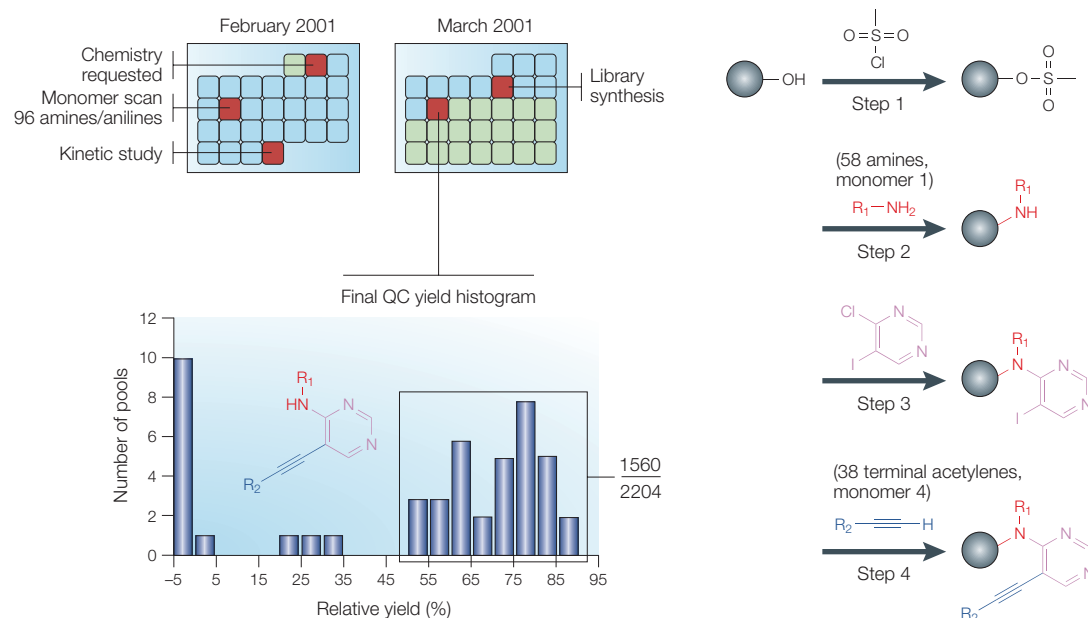 February 2001
March 2001
Chemistry
requested
Monomer scan
96 amines/anilines
Kinetic study
Library
synthesis
Final QC yield histogram
Number of pools
12
10
8
6
4
2
0
–5
5
15
25
35
45
55
65
75
85
95
Relative yield (%)
R1
HN
N
N
R2
1560
2204
OH
O
S
O
Cl
Step 1
O
O
S
O
(58 amines,
monomer 1)
R1
NH2
Step 2
R1
NH
Cl
N
N
I
Step 3
R1
N
N
N
I
(38 terminal acetylenes,
monomer 4)
R2
H
Step 4
R1
N
N
N
R2